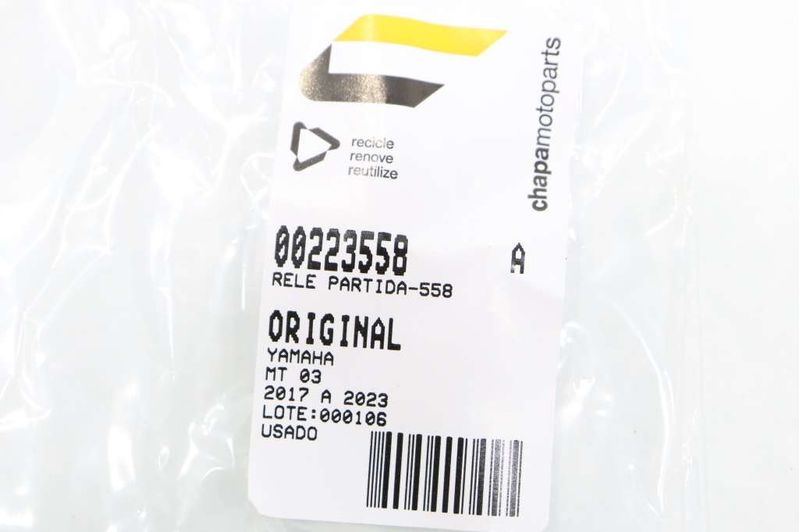 chapamotoparts
recicle
renove
reutilize
00223558 A
RELE PARTIDA-558
ORIGINAL
YAMAHA
MT 03
2017 A 2023
LOTE:000106
USADO